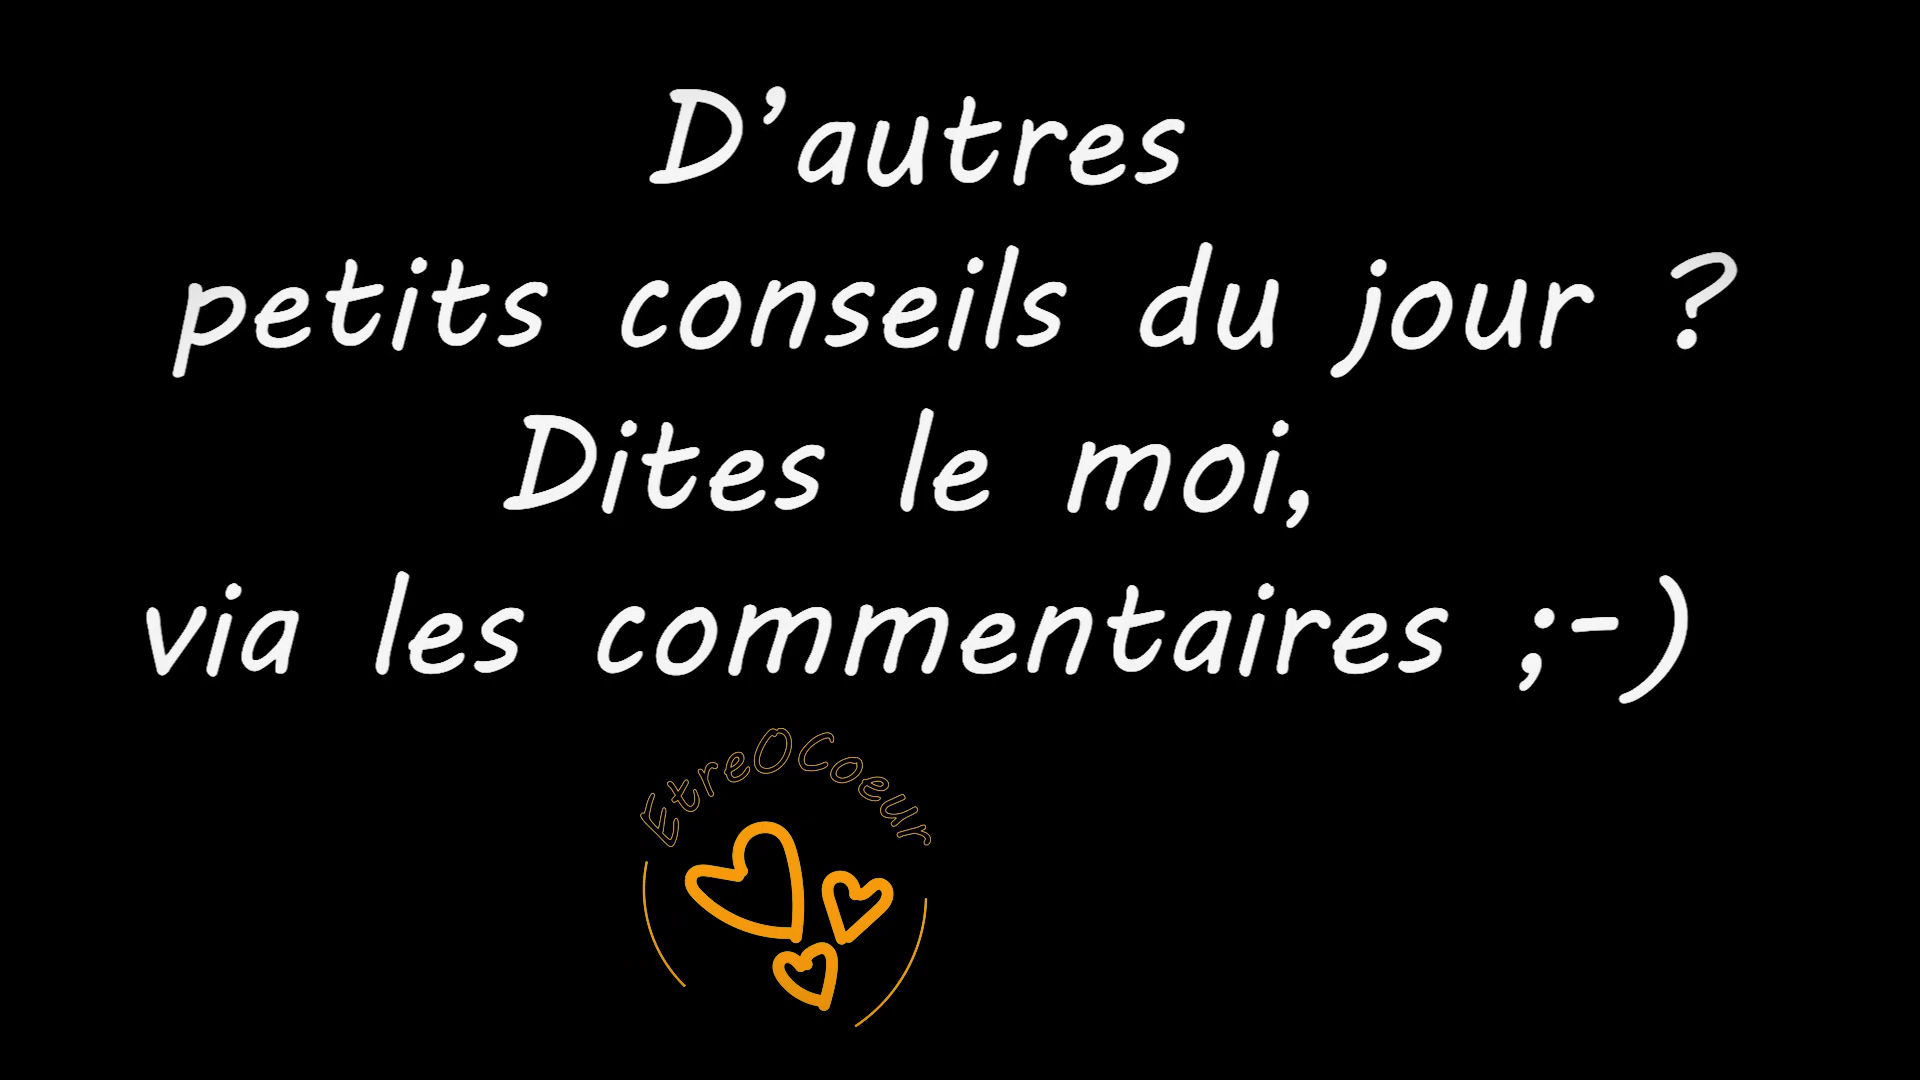 D’autres
petits conseils du jour ?
Dites le moi,
via les commentaires ;-)
EtreOCoeur